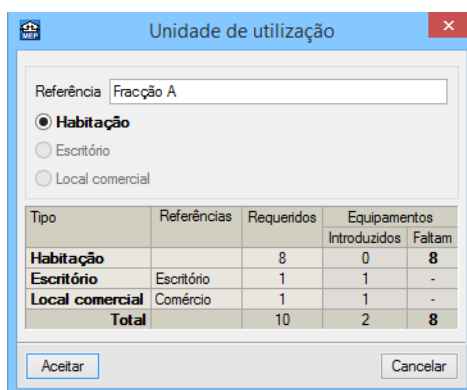 MEP
Unidade de utilização
Referência Fracção A
Habitação
Escritório
Local comercial
Tipo Referências Requeridos Equipamentos
Introduzidos Faltam
Habitação 8 0 8
Escritório Escritório 1 1 -
Local comercial Comércio 1 1 -
Total 10 2 8
Aceitar Cancelar